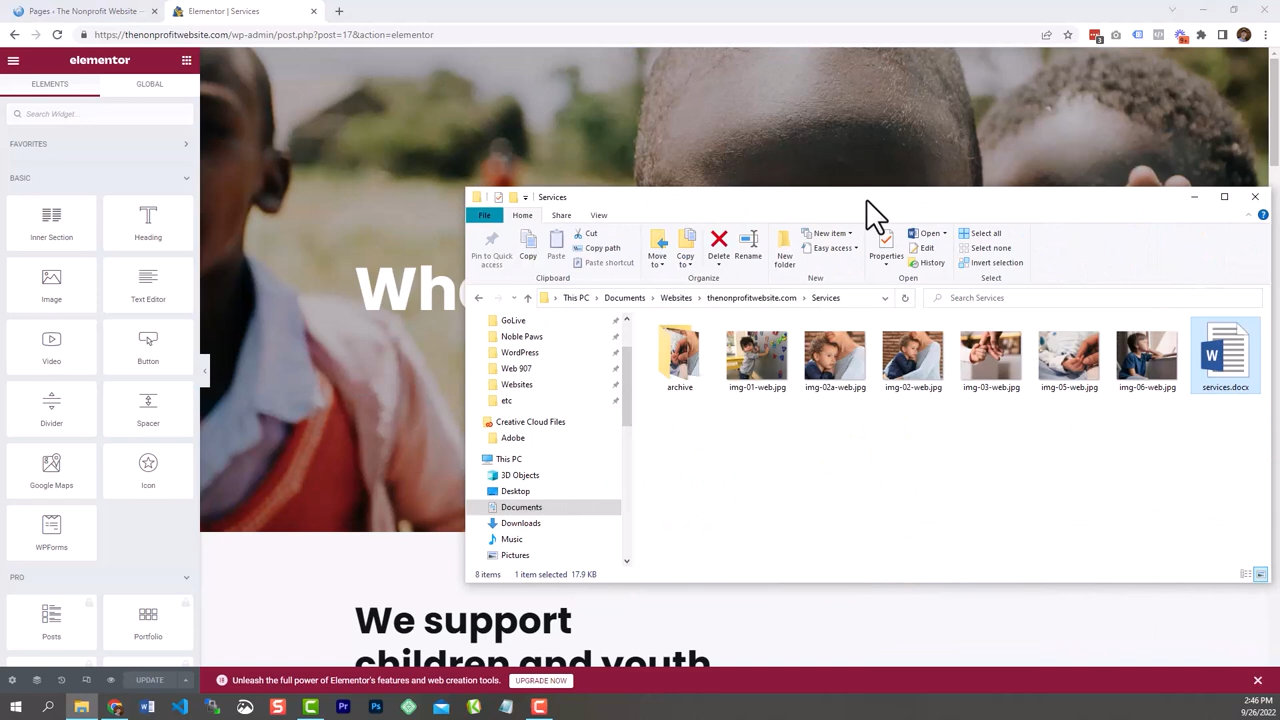 Pages ‹ The Nonprofit Website –
Elementor | Services
https://thenonprofitwebsite.com/wp-admin/post.php?post=17&action=elementor
3
9+
elementor
ELEMENTS
GLOBAL
Search Widget...
FAVORITES
BASIC
Inner Section
Heading
Image
Text Editor
Video
Button
Divider
Spacer
Google Maps
Icon
WPForms
PRO
Posts
Portfolio
UPDATE
We support
children and youth
Services
File
Home
Share
View
Pin to Quick
access
Copy
Paste
Cut
Copy path
Paste shortcut
Clipboard
Move
to
Copy
to
Delete
Rename
Organize
New
folder
New item
Easy access
New
Properties
Open
Edit
History
Open
Select all
Select none
Invert selection
Select
This PC
Documents
Websites
thenonprofitwebsite.com
Services
Search Services
GoLive
Noble Paws
WordPress
Web 907
Websites
etc
Creative Cloud Files
Adobe
This PC
3D Objects
Desktop
Documents
Downloads
Music
Pictures
archive
img-01-web.jpg
img-02a-web.jpg
img-02-web.jpg
img-03-web.jpg
img-05-web.jpg
img-06-web.jpg
services.docx
8 items
1 item selected 17.9 KB
Unleash the full power of Elementor's features and web creation tools.
UPGRADE NOW
2:46 PM
9/26/2022